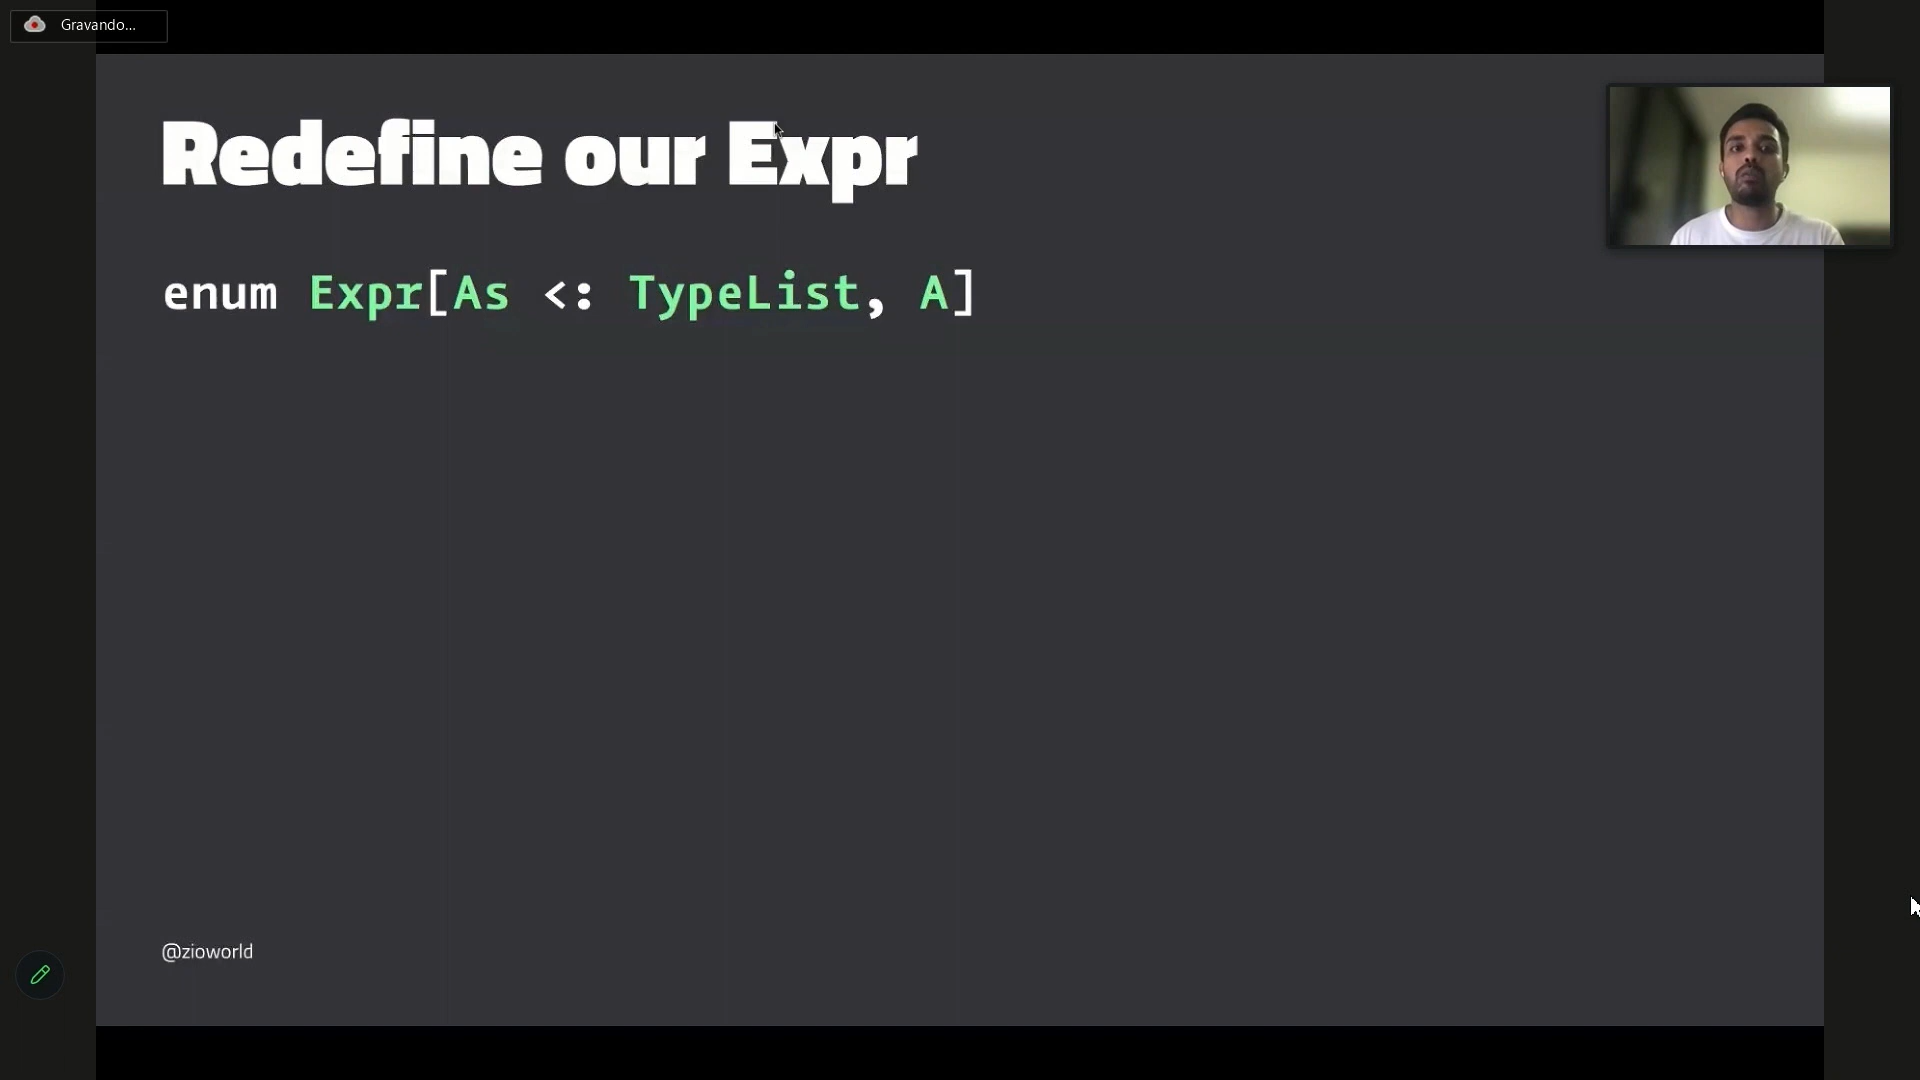 Gravando...
Redefine our Expr
enum Expr[As <: TypeList, A]
@zioworld